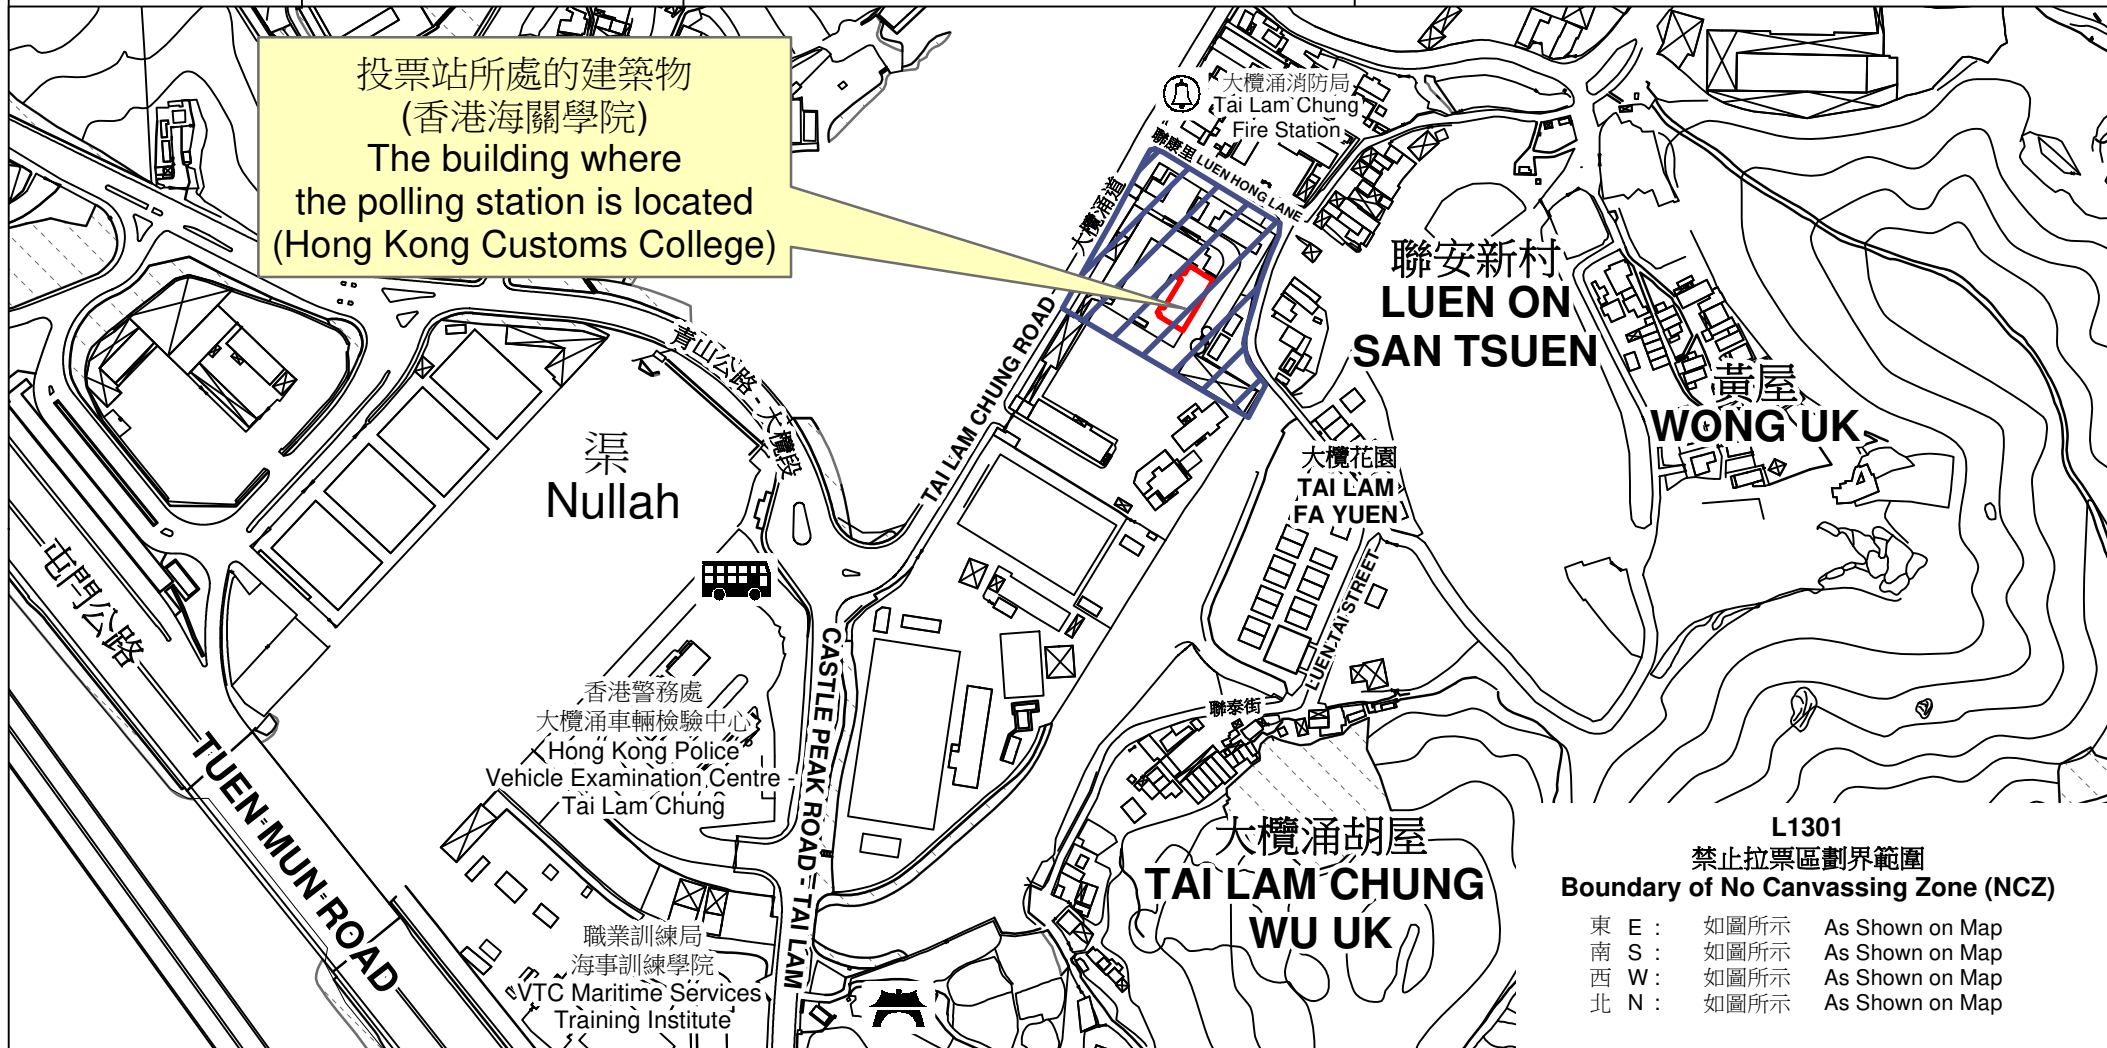 投票站所處的建築物
(香港海關學院)
The building where
the polling station is located
(Hong Kong Customs College)
大欖涌消防局
Tai Lam Chung
Fire Station
聯康里 LUEN HONG LANE
大欖涌道
TAI LAM CHUNG ROAD
聯安新村
LUEN ON
SAN TSUEN
黃屋
WONG UK
青山公路 - 大欖段
渠
Nullah
大欖花園
TAI LAM
FA YUEN
屯門公路
TUEN MUN ROAD
LUEN TAI STREET
聯泰街
CASTLE PEAK ROAD - TAI LAM
香港警務處
大欖涌車輛檢驗中心
Hong Kong Police
Vehicle Examination Centre -
Tai Lam Chung
大欖涌胡屋
TAI LAM CHUNG
WU UK
職業訓練局
海事訓練學院
VTC Maritime Services
Training Institute
L1301
禁止拉票區劃界範圍
Boundary of No Canvassing Zone (NCZ)
東 E : 如圖所示 As Shown on Map
南 S : 如圖所示 As Shown on Map
西 W : 如圖所示 As Shown on Map
北 N : 如圖所示 As Shown on Map